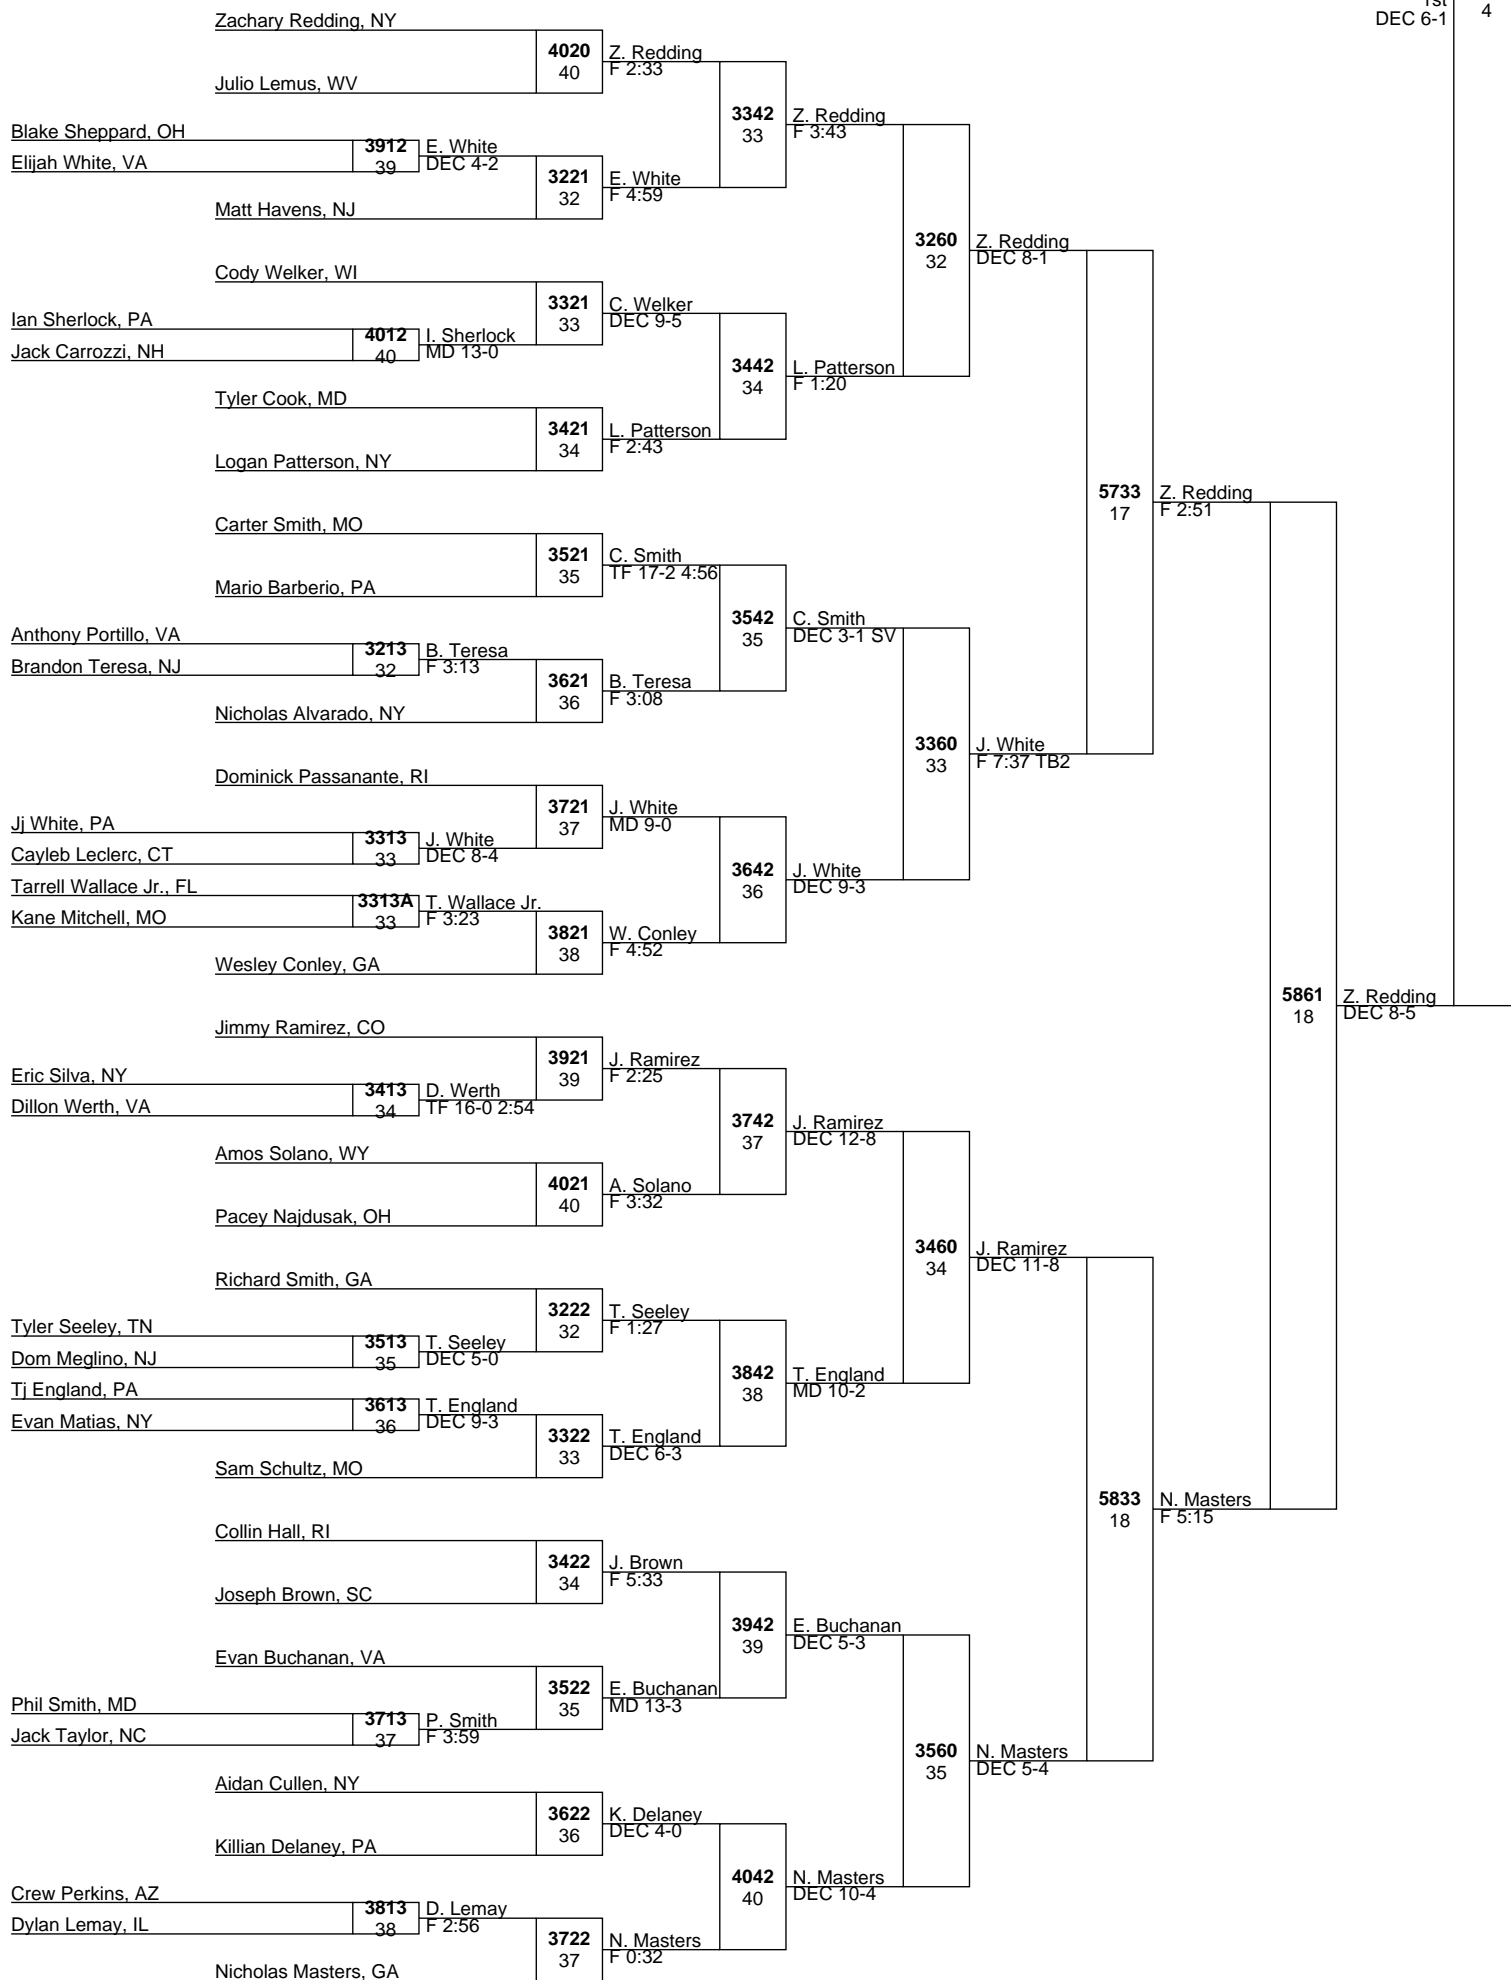 1st
DEC 6-1
4
Zachary Redding, NY
4020
40
Z. Redding
F 2:33
Julio Lemus, WV
3342
33
Z. Redding
F 3:43
Blake Sheppard, OH
3912
39
E. White
DEC 4-2
Elijah White, VA
3221
32
E. White
F 4:59
Matt Havens, NJ
3260
32
Z. Redding
DEC 8-1
Cody Welker, WI
3321
33
C. Welker
DEC 9-5
Ian Sherlock, PA
4012
40
I. Sherlock
MD 13-0
Jack Carrozzi, NH
3442
34
L. Patterson
F 1:20
Tyler Cook, MD
3421
34
L. Patterson
F 2:43
Logan Patterson, NY
5733
17
Z. Redding
F 2:51
Carter Smith, MO
3521
35
C. Smith
TF 17-2 4:56
Mario Barberio, PA
3542
35
C. Smith
DEC 3-1 SV
Anthony Portillo, VA
3213
32
B. Teresa
F 3:13
Brandon Teresa, NJ
3621
36
B. Teresa
F 3:08
Nicholas Alvarado, NY
3360
33
J. White
F 7:37 TB2
Dominick Passanante, RI
3721
37
J. White
MD 9-0
Jj White, PA
3313
33
J. White
DEC 8-4
Cayleb Leclerc, CT
3642
36
J. White
DEC 9-3
Tarrell Wallace Jr., FL
3313A
33
T. Wallace Jr.
F 3:23
Kane Mitchell, MO
3821
38
W. Conley
F 4:52
Wesley Conley, GA
5861
18
Z. Redding
DEC 8-5
Jimmy Ramirez, CO
3921
39
J. Ramirez
F 2:25
Eric Silva, NY
3413
34
D. Werth
TF 16-0 2:54
Dillon Werth, VA
3742
37
J. Ramirez
DEC 12-8
Amos Solano, WY
4021
40
A. Solano
F 3:32
Pacey Najdusak, OH
3460
34
J. Ramirez
DEC 11-8
Richard Smith, GA
3222
32
T. Seeley
F 1:27
Tyler Seeley, TN
3513
35
T. Seeley
DEC 5-0
Dom Meglino, NJ
3842
38
T. England
MD 10-2
Tj England, PA
3613
36
T. England
DEC 9-3
Evan Matias, NY
3322
33
T. England
DEC 6-3
Sam Schultz, MO
5833
18
N. Masters
F 5:15
Collin Hall, RI
3422
34
J. Brown
F 5:33
Joseph Brown, SC
3942
39
E. Buchanan
DEC 5-3
Evan Buchanan, VA
3522
35
E. Buchanan
MD 13-3
Phil Smith, MD
3713
37
P. Smith
F 3:59
Jack Taylor, NC
3560
35
N. Masters
DEC 5-4
Aidan Cullen, NY
3622
36
K. Delaney
DEC 4-0
Killian Delaney, PA
4042
40
N. Masters
DEC 10-4
Crew Perkins, AZ
3813
38
D. Lemay
F 2:56
Dylan Lemay, IL
3722
37
N. Masters
F 0:32
Nicholas Masters, GA